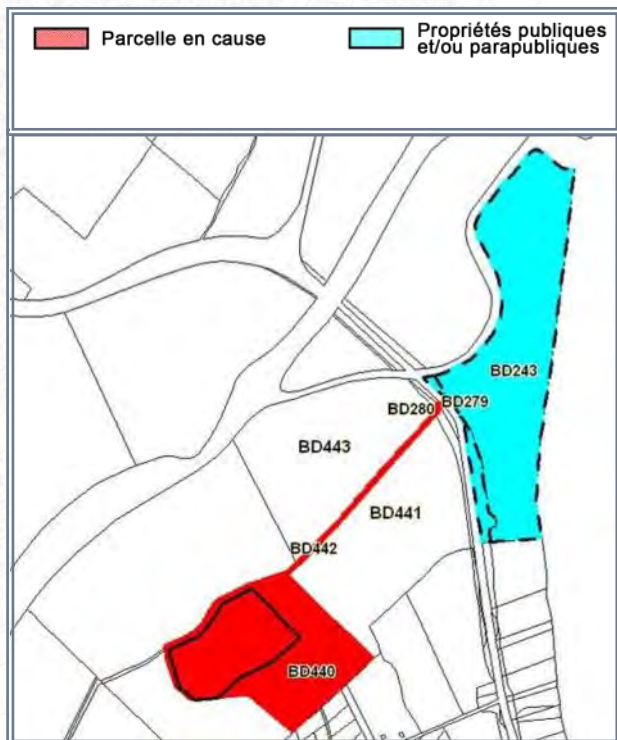 Parcelle en cause
Propriétés publiques
et/ou parapubliques
BD243
BD280
BD279
BD443
BD441
BD442
BD440